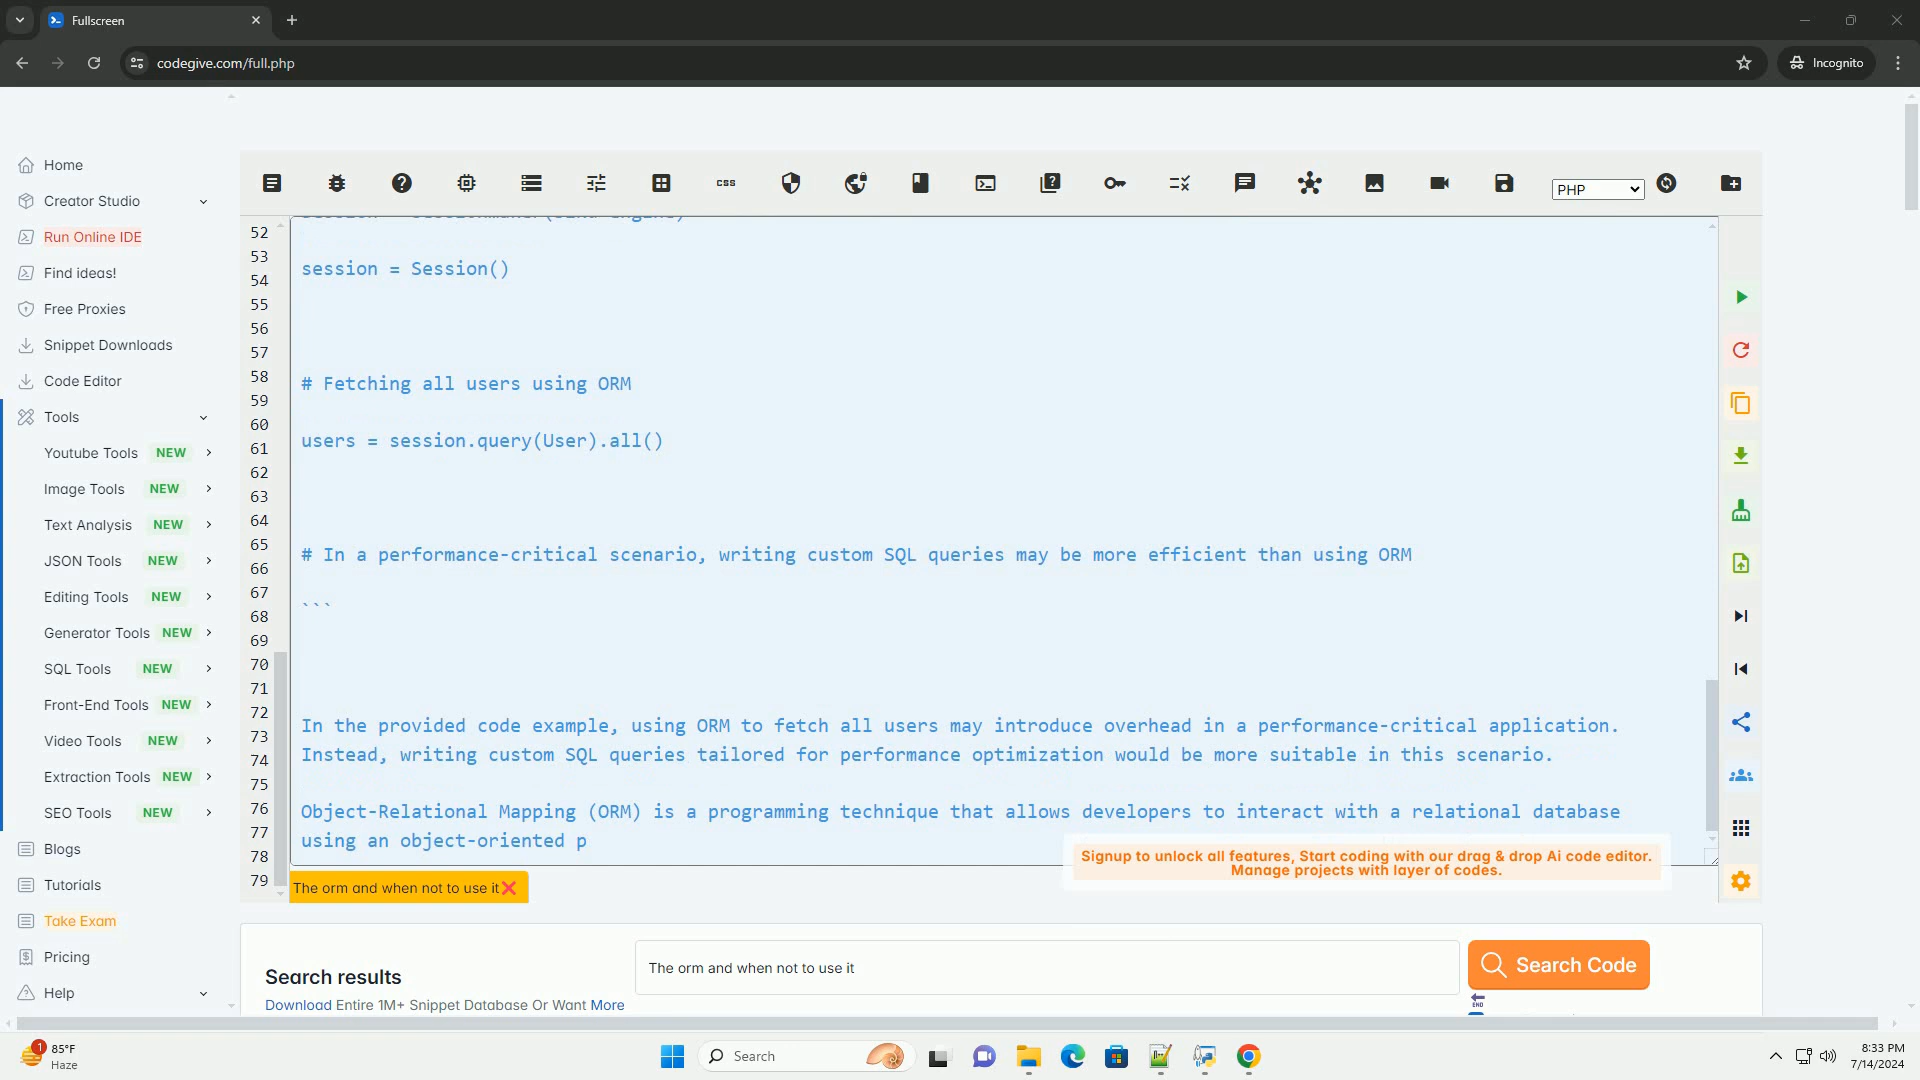 Fullscreen
codegive.com/full.php
Incognito
Home
Creator Studio
Run Online IDE
Find ideas!
Free Proxies
Snippet Downloads
Code Editor
Tools
Youtube Tools NEW
Image Tools NEW
Text Analysis NEW
JSON Tools NEW
Editing Tools NEW
Generator Tools NEW
SQL Tools NEW
Front-End Tools NEW
Video Tools NEW
Extraction Tools NEW
SEO Tools NEW
Blogs
Tutorials
Take Exam
Pricing
Help
css
PHP
52
53
54
55
56
57
58
59
60
61
62
63
64
65
66
67
68
69
70
71
72
73
74
75
76
77
78
79
session = Session()
# Fetching all users using ORM
users = session.query(User).all()
# In a performance-critical scenario, writing custom SQL queries may be more efficient than using ORM
```
In the provided code example, using ORM to fetch all users may introduce overhead in a performance-critical application.
Instead, writing custom SQL queries tailored for performance optimization would be more suitable in this scenario.
Object-Relational Mapping (ORM) is a programming technique that allows developers to interact with a relational database
using an object-oriented p
Signup to unlock all features, Start coding with our drag & drop Ai code editor.
Manage projects with layer of codes.
The orm and when not to use it
Search results
The orm and when not to use it
Search Code
Download Entire 1M+ Snippet Database Or Want More
END
1
85°F
Haze
Search
8:33 PM
7/14/2024